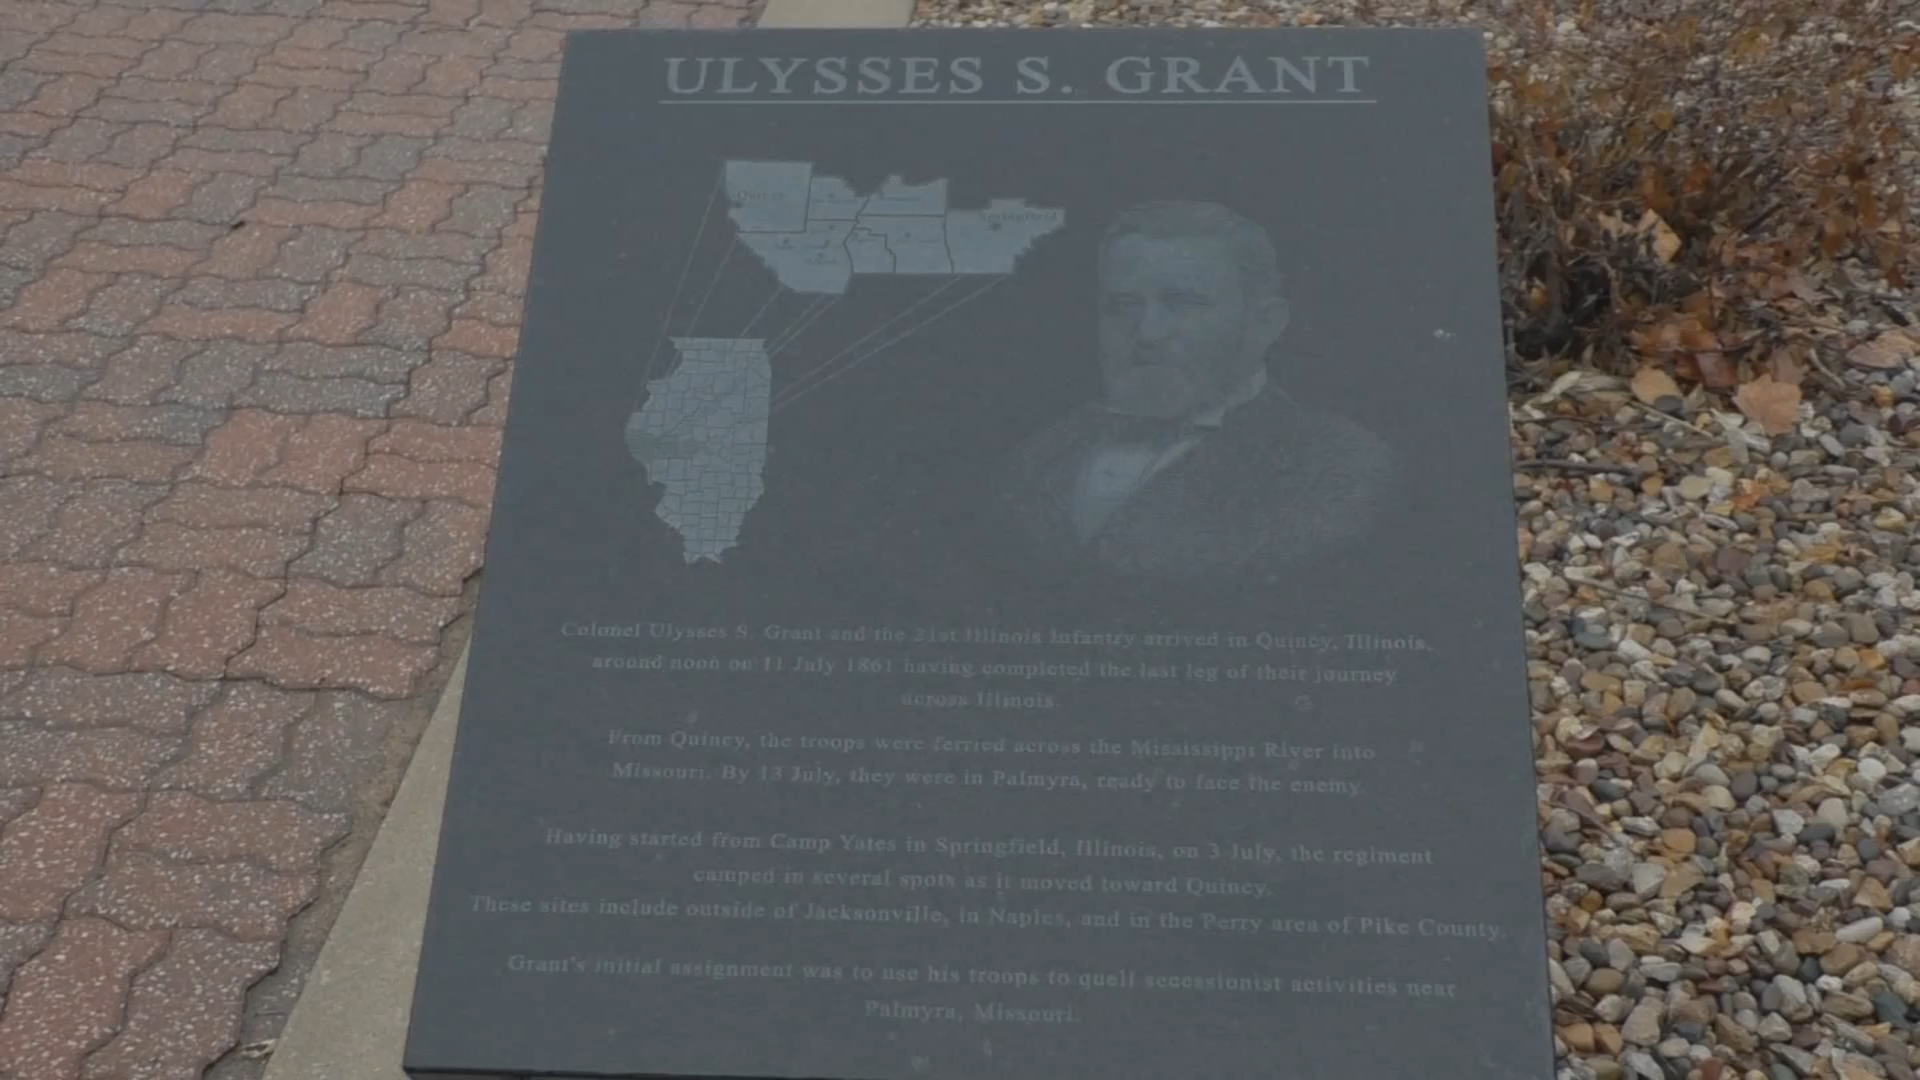 ULYSSES S. GRANT
Quincy
Springfield
Colonel Ulysses S. Grant and the 21st Illinois Infantry arrived in Quincy, Illinois,
around noon on 11 July 1861 having completed the last leg of their journey
across Illinois.
From Quincy, the troops were ferried across the Mississippi River into
Missouri. By 13 July, they were in Palmyra, ready to face the enemy.
Having started from Camp Yates in Springfield, Illinois, on 3 July, the regiment
camped in several spots as it moved toward Quincy.
These sites include outside of Jacksonville, in Naples, and in the Perry area of Pike County.
Grant's initial assignment was to use his troops to quell secessionist activities near
Palmyra, Missouri.